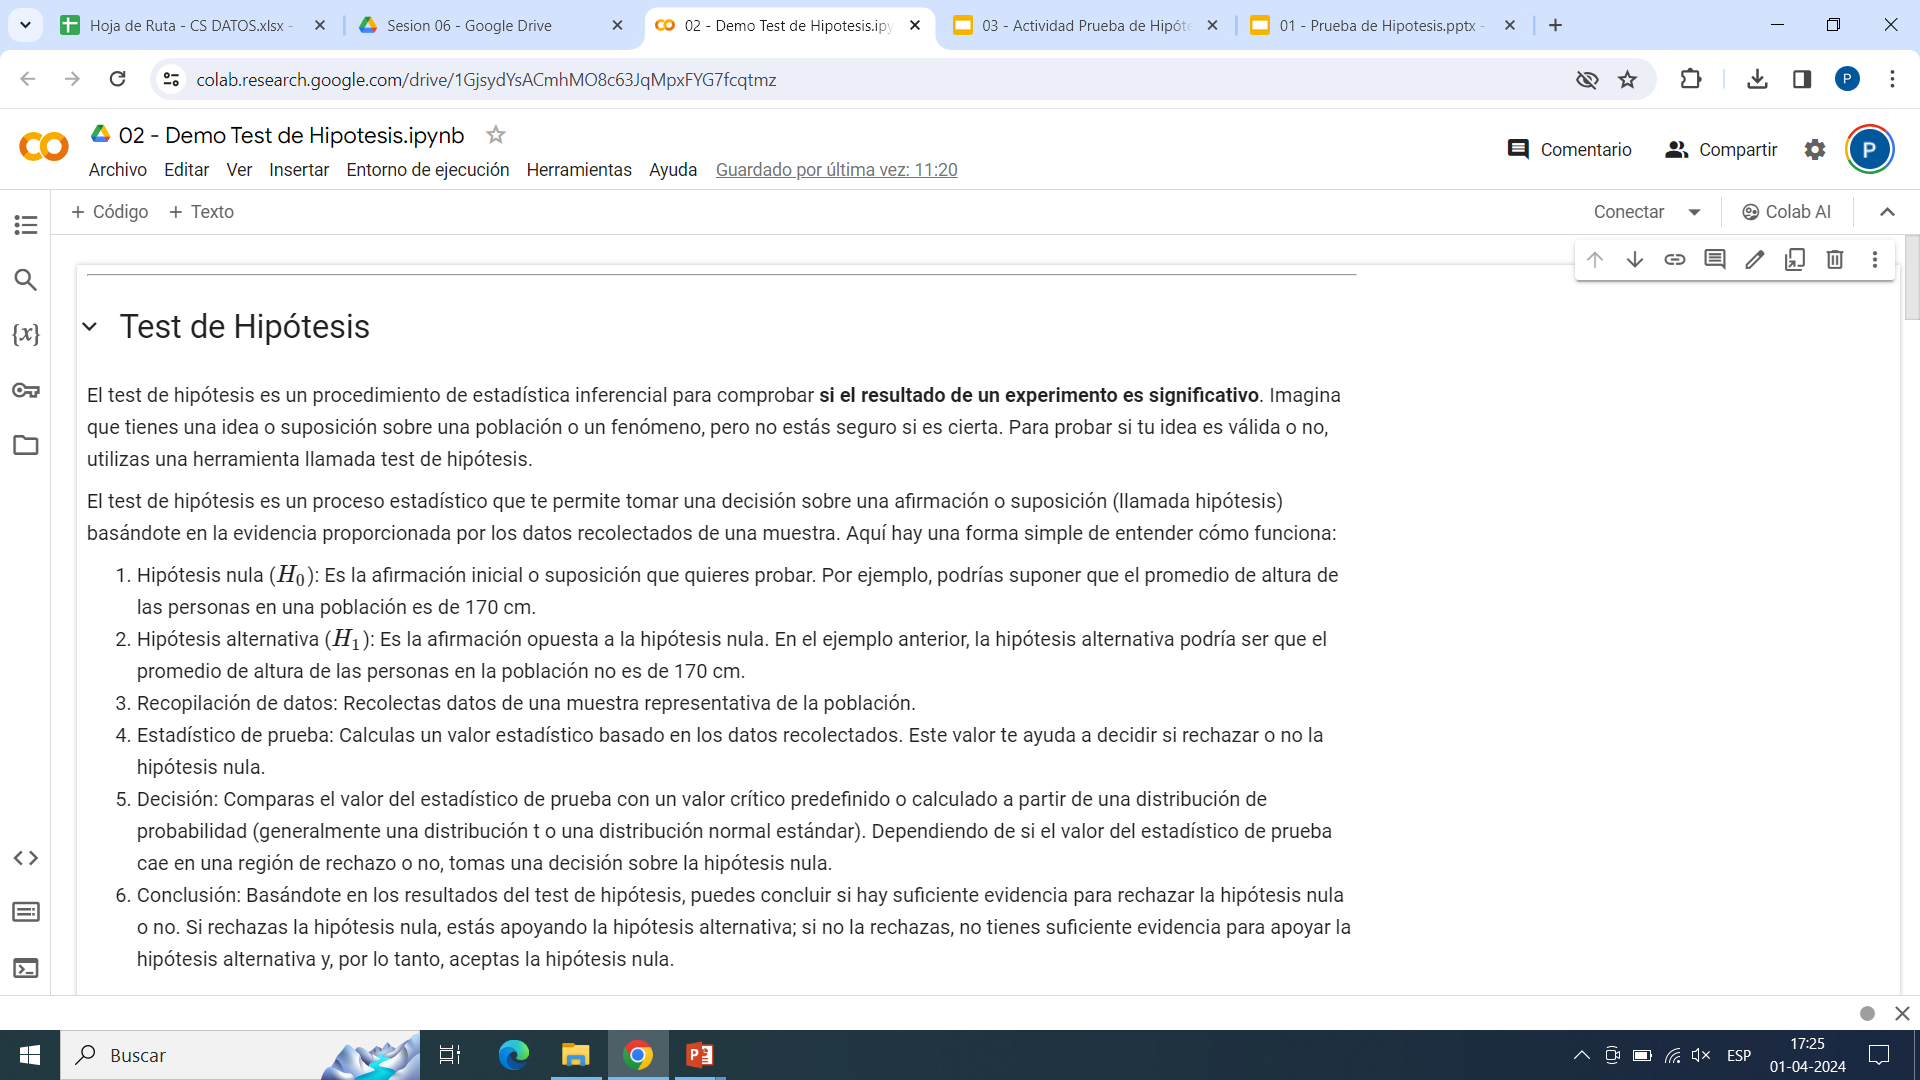 Hoja de Ruta - CS DATOS.xlsx -
Sesion 06 - Google Drive
02 - Demo Test de Hipotesis.ipy
03 - Actividad Prueba de Hipót
01 - Prueba de Hipotesis.pptx -
colab.research.google.com/drive/1GjsydYsACmhMO8c63JqMpxFYG7fcqtmz
P
02 - Demo Test de Hipotesis.ipynb
Comentario
Compartir
P
Archivo Editar Ver Insertar Entorno de ejecución Herramientas Ayuda Guardado por última vez: 11:20
+ Código + Texto
Conectar
Colab AI
Test de Hipótesis
El test de hipótesis es un procedimiento de estadística inferencial para comprobar si el resultado de un experimento es significativo. Imagina
que tienes una idea o suposición sobre una población o un fenómeno, pero no estás seguro si es cierta. Para probar si tu idea es válida o no,
utilizas una herramienta llamada test de hipótesis.
El test de hipótesis es un proceso estadístico que te permite tomar una decisión sobre una afirmación o suposición (llamada hipótesis)
basándote en la evidencia proporcionada por los datos recolectados de una muestra. Aquí hay una forma simple de entender cómo funciona:
1. Hipótesis nula (H₀): Es la afirmación inicial o suposición que quieres probar. Por ejemplo, podrías suponer que el promedio de altura de
las personas en una población es de 170 cm.
2. Hipótesis alternativa (H₁): Es la afirmación opuesta a la hipótesis nula. En el ejemplo anterior, la hipótesis alternativa podría ser que el
promedio de altura de las personas en la población no es de 170 cm.
3. Recopilación de datos: Recolectas datos de una muestra representativa de la población.
4. Estadístico de prueba: Calculas un valor estadístico basado en los datos recolectados. Este valor te ayuda a decidir si rechazar o no la
hipótesis nula.
5. Decisión: Comparas el valor del estadístico de prueba con un valor crítico predefinido o calculado a partir de una distribución de
probabilidad (generalmente una distribución t o una distribución normal estándar). Dependiendo de si el valor del estadístico de prueba
cae en una región de rechazo o no, tomas una decisión sobre la hipótesis nula.
6. Conclusión: Basándote en los resultados del test de hipótesis, puedes concluir si hay suficiente evidencia para rechazar la hipótesis nula
o no. Si rechazas la hipótesis nula, estás apoyando la hipótesis alternativa; si no la rechazas, no tienes suficiente evidencia para apoyar la
hipótesis alternativa y, por lo tanto, aceptas la hipótesis nula.
Buscar
ESP
17:25
01-04-2024